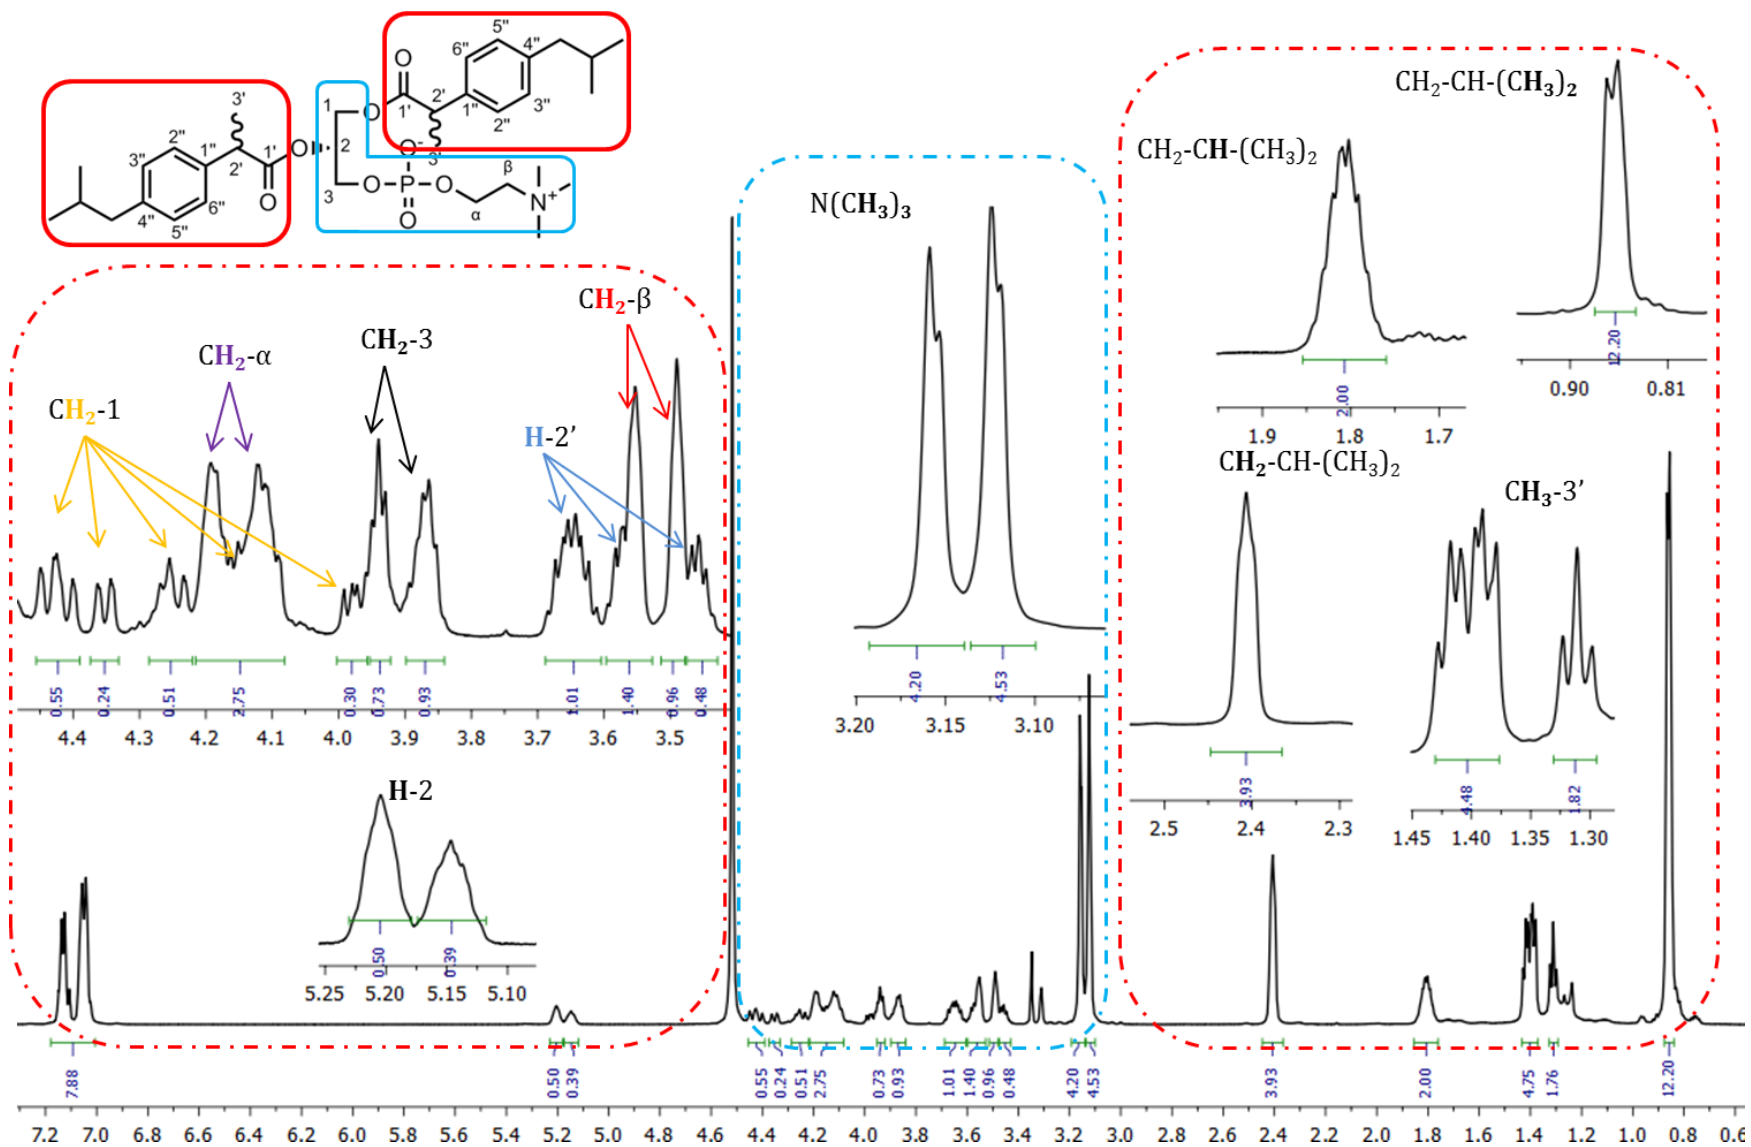 5"
6"
4"
O
2'
1"
3"
1'
2"
3'
1
O
O-
3'
2"
1"
1'
3"
2'
O
2
O
4"
6"
5"
3
O
P
O
O
α
β
N+
CH2-CH-(CH3)2
CH2-CH-(CH3)2
N(CH3)3
CH2-β
CH2-3
CH2-α
CH2-1
H-2'
2.00
1.9 1.8 1.7
12.20
0.90 0.81
CH2-CH-(CH3)2
CH3-3'
0.55 0.24 0.51 2.75 0.30 0.73 0.93 1.01 1.40 0.96 0.48
4.4 4.3 4.2 4.1 4.0 3.9 3.8 3.7 3.6 3.5
4.20 4.53
3.20 3.15 3.10
3.93
2.5 2.4 2.3
4.48 1.82
1.45 1.40 1.35 1.30
H-2
0.50 0.39
5.25 5.20 5.15 5.10
7.88 0.50 0.39 0.55 0.24 0.51 2.75 0.73 0.93 1.01 1.40 0.96 0.48 4.20 4.53 3.93 2.00 4.75 1.76 12.20
7.2 7.0 6.8 6.6 6.4 6.2 6.0 5.8 5.6 5.4 5.2 5.0 4.8 4.6 4.4 4.2 4.0 3.8 3.6 3.4 3.2 3.0 2.8 2.6 2.4 2.2 2.0 1.8 1.6 1.4 1.2 1.0 0.8 0.6